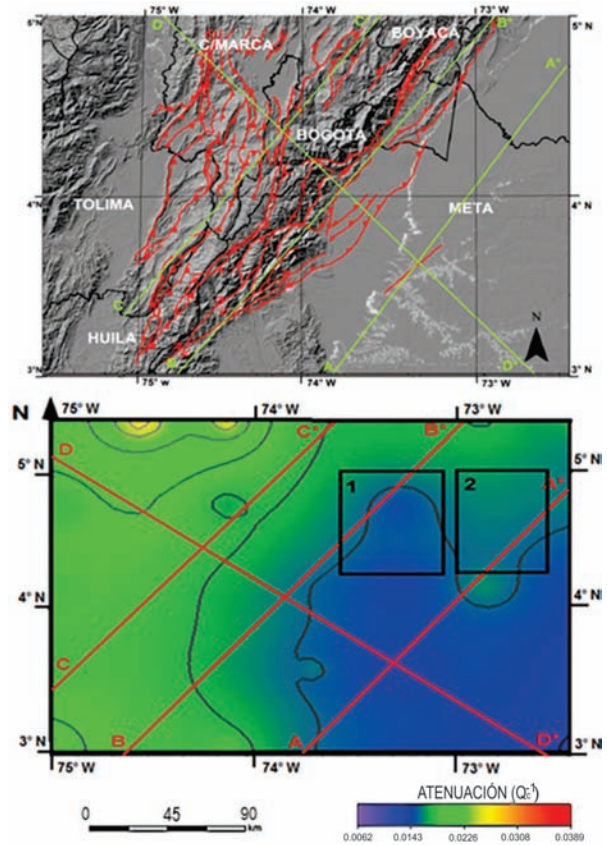 75° W 74° W 73° W
5° N 5° N
D C* B* A*
C/MARCA BOYACA
BOGOTA
4° N 4° N
TOLIMA META
C
HUILA N
3° N B A D* 3° N
75° W 74° W 73° W
N 75° W 74° W 73° W
C* B*
D
5° N 5° N
1 2 A*
4° N 4° N
C
B A D*
3° N 3° N
75° W 74° W 73° W
0 45 90
km
ATENUACIÓN (Qc⁻¹)
0.0062 0.0143 0.0226 0.0308 0.0389